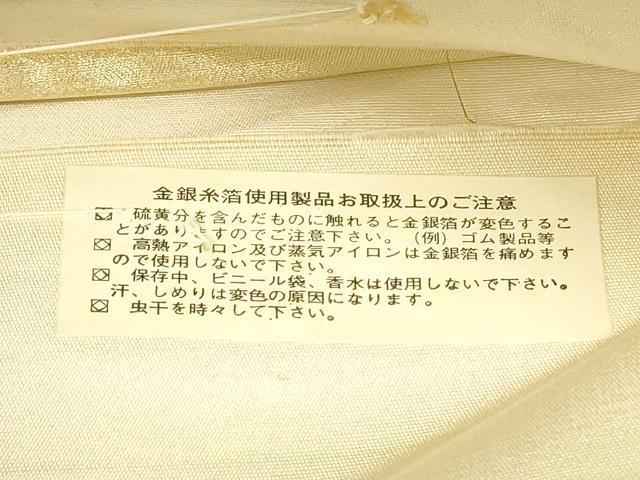 金銀糸箔使用製品お取扱上のご注意
硫黄分を含んだものに触れると金銀箔が変色するこ
とがありますのでご注意下さい。（例）ゴム製品等
高熱アイロン及び蒸気アイロンは金銀箔を痛めます
ので使用しないで下さい。
保存中、ビニール袋、香水は使用しないで下さい。
汗、しめりは変色の原因になります。
虫干を時々して下さい。